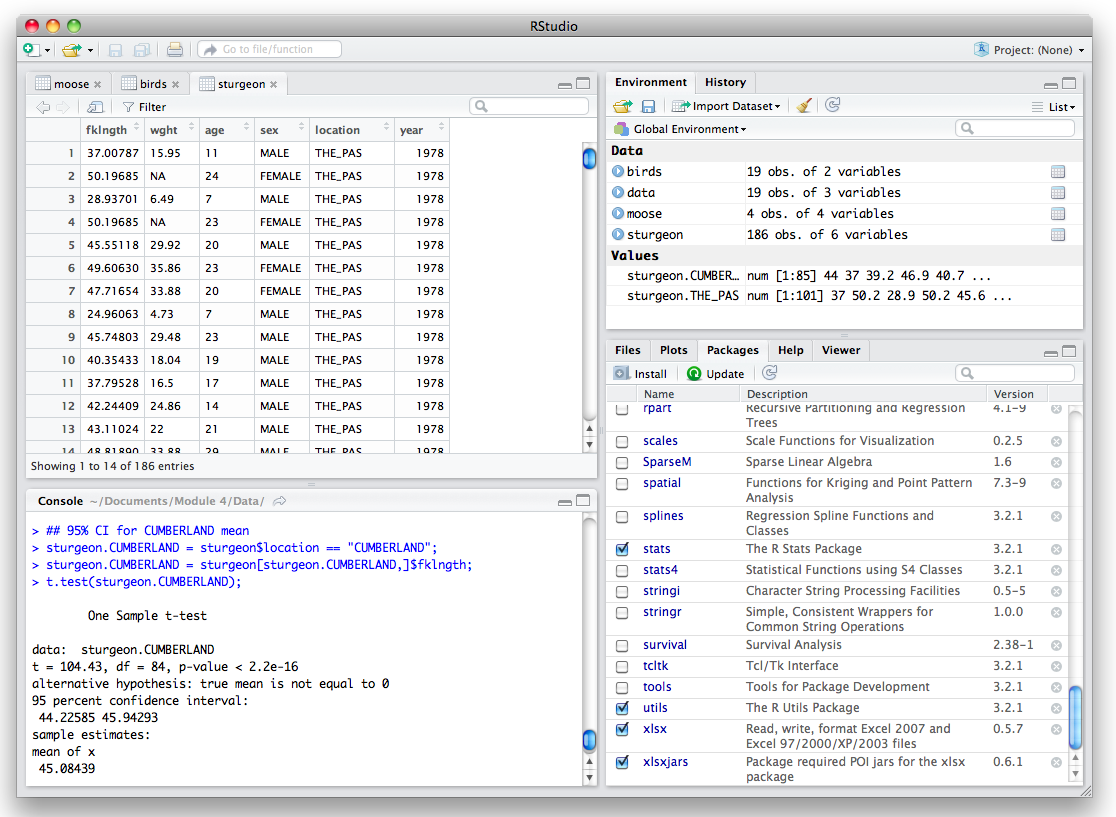 RStudio
Go to file/function
Project: (None)
moose
birds
sturgeon
Filter
fklngth wght age sex location year
1 37.00787 15.95 11 MALE THE_PAS 1978
2 50.19685 NA 24 FEMALE THE_PAS 1978
3 28.93701 6.49 7 MALE THE_PAS 1978
4 50.19685 NA 23 FEMALE THE_PAS 1978
5 45.55118 29.92 20 MALE THE_PAS 1978
6 49.60630 35.86 23 FEMALE THE_PAS 1978
7 47.71654 33.88 20 FEMALE THE_PAS 1978
8 24.96063 4.73 7 MALE THE_PAS 1978
9 45.74803 29.48 23 MALE THE_PAS 1978
10 40.35433 18.04 19 MALE THE_PAS 1978
11 37.79528 16.5 17 MALE THE_PAS 1978
12 42.24409 24.86 14 MALE THE_PAS 1978
13 43.11024 22 21 MALE THE_PAS 1978
14 48.81890 33.88 29 MALE THE_PAS 1978
Showing 1 to 14 of 186 entries
Console ~/Documents/Module 4/Data/
> ## 95% CI for CUMBERLAND mean
> sturgeon.CUMBERLAND = sturgeon$location == "CUMBERLAND";
> sturgeon.CUMBERLAND = sturgeon[sturgeon.CUMBERLAND,]$fklngth;
> t.test(sturgeon.CUMBERLAND);
One Sample t-test
data: sturgeon.CUMBERLAND
t = 104.43, df = 84, p-value < 2.2e-16
alternative hypothesis: true mean is not equal to 0
95 percent confidence interval:
44.22585 45.94293
sample estimates:
mean of x
45.08439
Environment History
Import Dataset
List
Global Environment
Data
birds 19 obs. of 2 variables
data 19 obs. of 3 variables
moose 4 obs. of 4 variables
sturgeon 186 obs. of 6 variables
Values
sturgeon.CUMBER… num [1:85] 44 37 39.2 46.9 40.7 ...
sturgeon.THE_PAS num [1:101] 37 50.2 28.9 50.2 45.6 ...
Files Plots Packages Help Viewer
Install Update
Name Description Version
rpart Recursive Partitioning and Regression 4.1-9
Trees
scales Scale Functions for Visualization 0.2.5
SparseM Sparse Linear Algebra 1.6
spatial Functions for Kriging and Point Pattern 7.3-9
Analysis
splines Regression Spline Functions and 3.2.1
Classes
stats The R Stats Package 3.2.1
stats4 Statistical Functions using S4 Classes 3.2.1
stringi Character String Processing Facilities 0.5-5
stringr Simple, Consistent Wrappers for 1.0.0
Common String Operations
survival Survival Analysis 2.38-1
tcltk Tcl/Tk Interface 3.2.1
tools Tools for Package Development 3.2.1
utils The R Utils Package 3.2.1
xlsx Read, write, format Excel 2007 and 0.5.7
Excel 97/2000/XP/2003 files
xlsxjars Package required POI jars for the xlsx 0.6.1
package